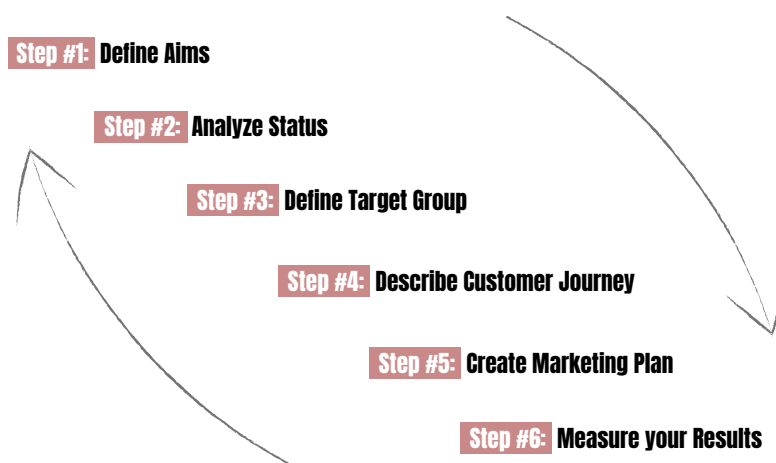 Step #1: Define Aims
Step #2: Analyze Status
Step #3: Define Target Group
Step #4: Describe Customer Journey
Step #5: Create Marketing Plan
Step #6: Measure your Results